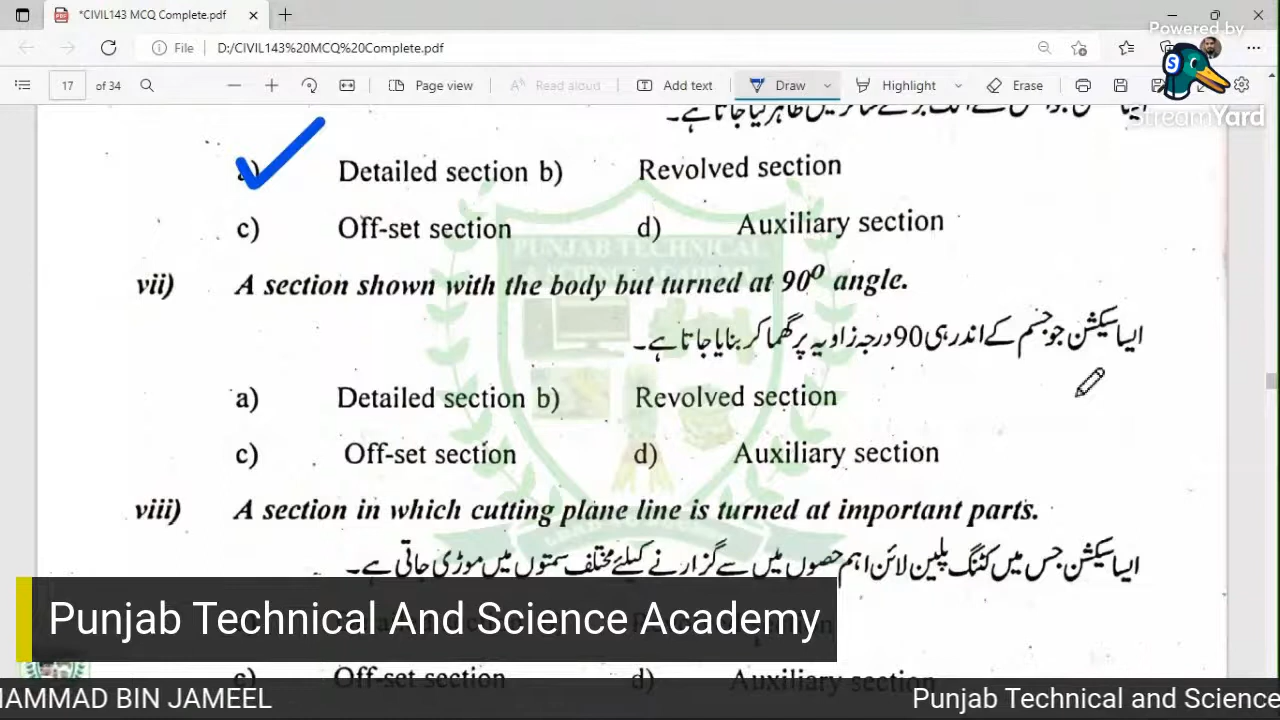 *CIVIL143 MCQ Complete.pdf
Powered by
File D:/CIVIL143%20MCQ%20Complete.pdf
17 of 34 Page view Read aloud Add text Draw Highlight Erase
StreamYard
Detailed section b) Revolved section
c) Off-set section d) Auxiliary section
PUNJAB TECHNICAL
vii) A section shown with the body but turned at 90⁰ angle.
ایسا سیکشن جو جسم کے اندر ہی 90 درجہ زاویہ پر گھما کر بنایا جاتا ہے۔
a) Detailed section b) Revolved section
c) Off-set section d) Auxiliary section
viii) A section in which cutting plane line is turned at important parts.
ایسا سیکشن جس میں کٹنگ پلین لائن اہم حصوں میں سے گزارنے کیلئے مختلف سمتوں میں موڑی جاتی ہے۔
Punjab Technical And Science Academy
c) Off-set section d) Auxiliary section
AMMAD BIN JAMEEL Punjab Technical and Science